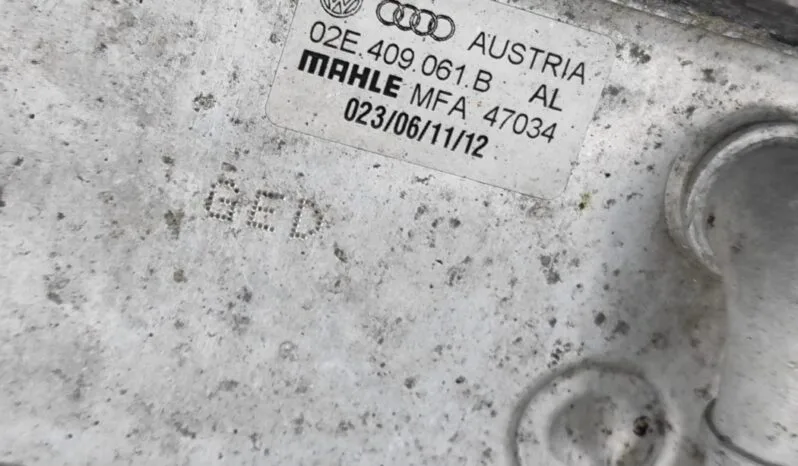 AUSTRIA
02E.409.061.B AL
MAHLE MFA 47034
023/06/11/12
GED